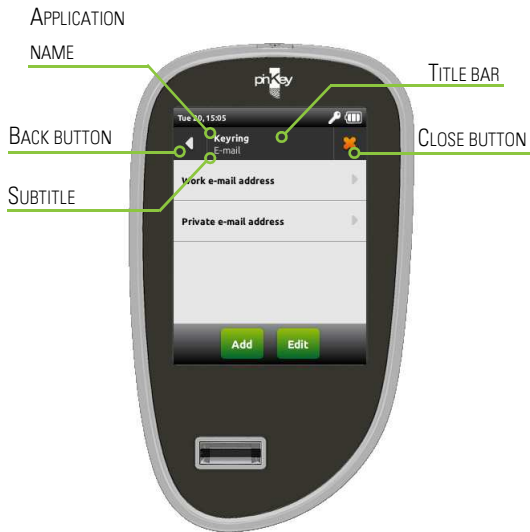 APPLICATION
NAME
pinKey
TITLE BAR
Tue 20, 15:05
BACK BUTTON
Keyring
CLOSE BUTTON
E-mail
SUBTITLE
Work e-mail address
Private e-mail address
Add Edit